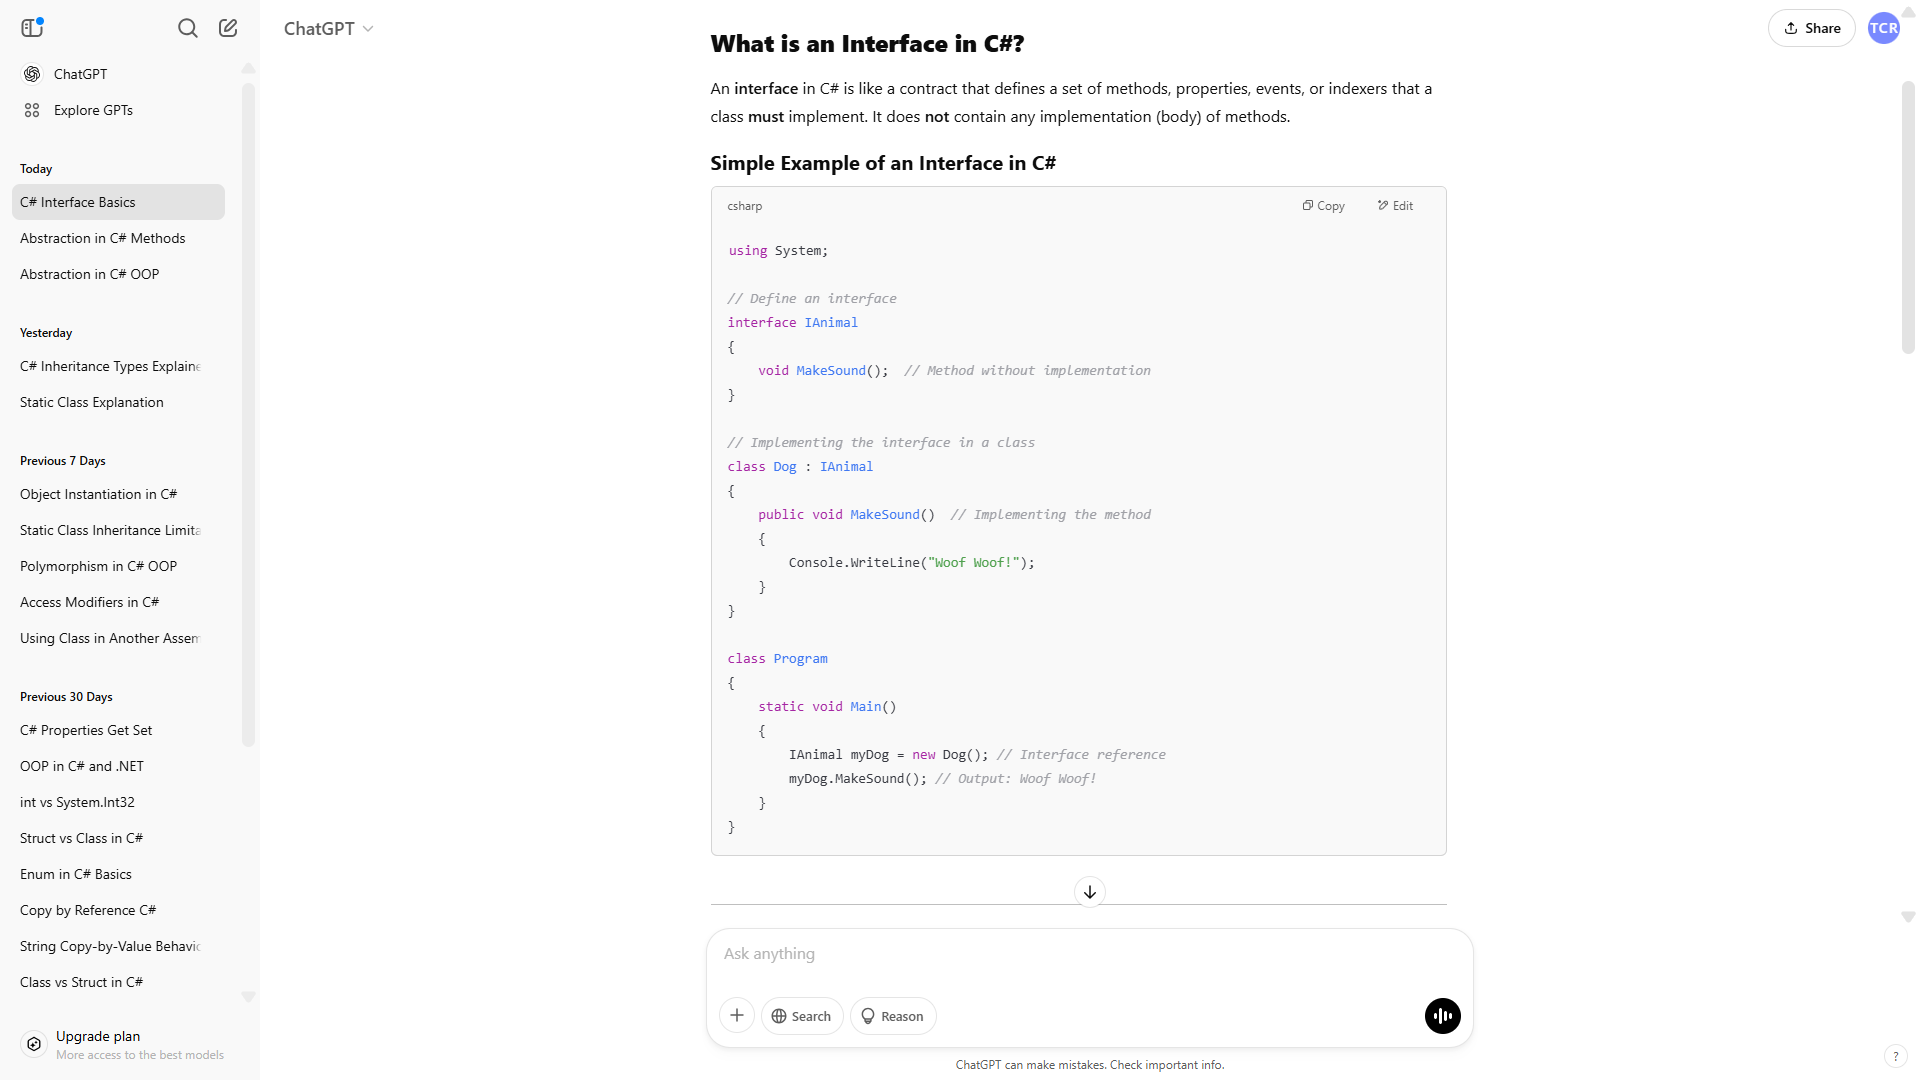 ChatGPT
Explore GPTs
Today
C# Interface Basics
Abstraction in C# Methods
Abstraction in C# OOP
Yesterday
C# Inheritance Types Explaine
Static Class Explanation
Previous 7 Days
Object Instantiation in C#
Static Class Inheritance Limita
Polymorphism in C# OOP
Access Modifiers in C#
Using Class in Another Assem
Previous 30 Days
C# Properties Get Set
OOP in C# and .NET
int vs System.Int32
Struct vs Class in C#
Enum in C# Basics
Copy by Reference C#
String Copy-by-Value Behavio
Class vs Struct in C#
Upgrade plan
More access to the best models
ChatGPT
Share
TCR
What is an Interface in C#?
An interface in C# is like a contract that defines a set of methods, properties, events, or indexers that a
class must implement. It does not contain any implementation (body) of methods.
Simple Example of an Interface in C#
csharp
Copy
Edit
using System;
// Define an interface
interface IAnimal
{
    void MakeSound();  // Method without implementation
}
// Implementing the interface in a class
class Dog : IAnimal
{
    public void MakeSound()  // Implementing the method
    {
        Console.WriteLine("Woof Woof!");
    }
}
class Program
{
    static void Main()
    {
        IAnimal myDog = new Dog(); // Interface reference
        myDog.MakeSound(); // Output: Woof Woof!
    }
}
Ask anything
Search
Reason
ChatGPT can make mistakes. Check important info.
?